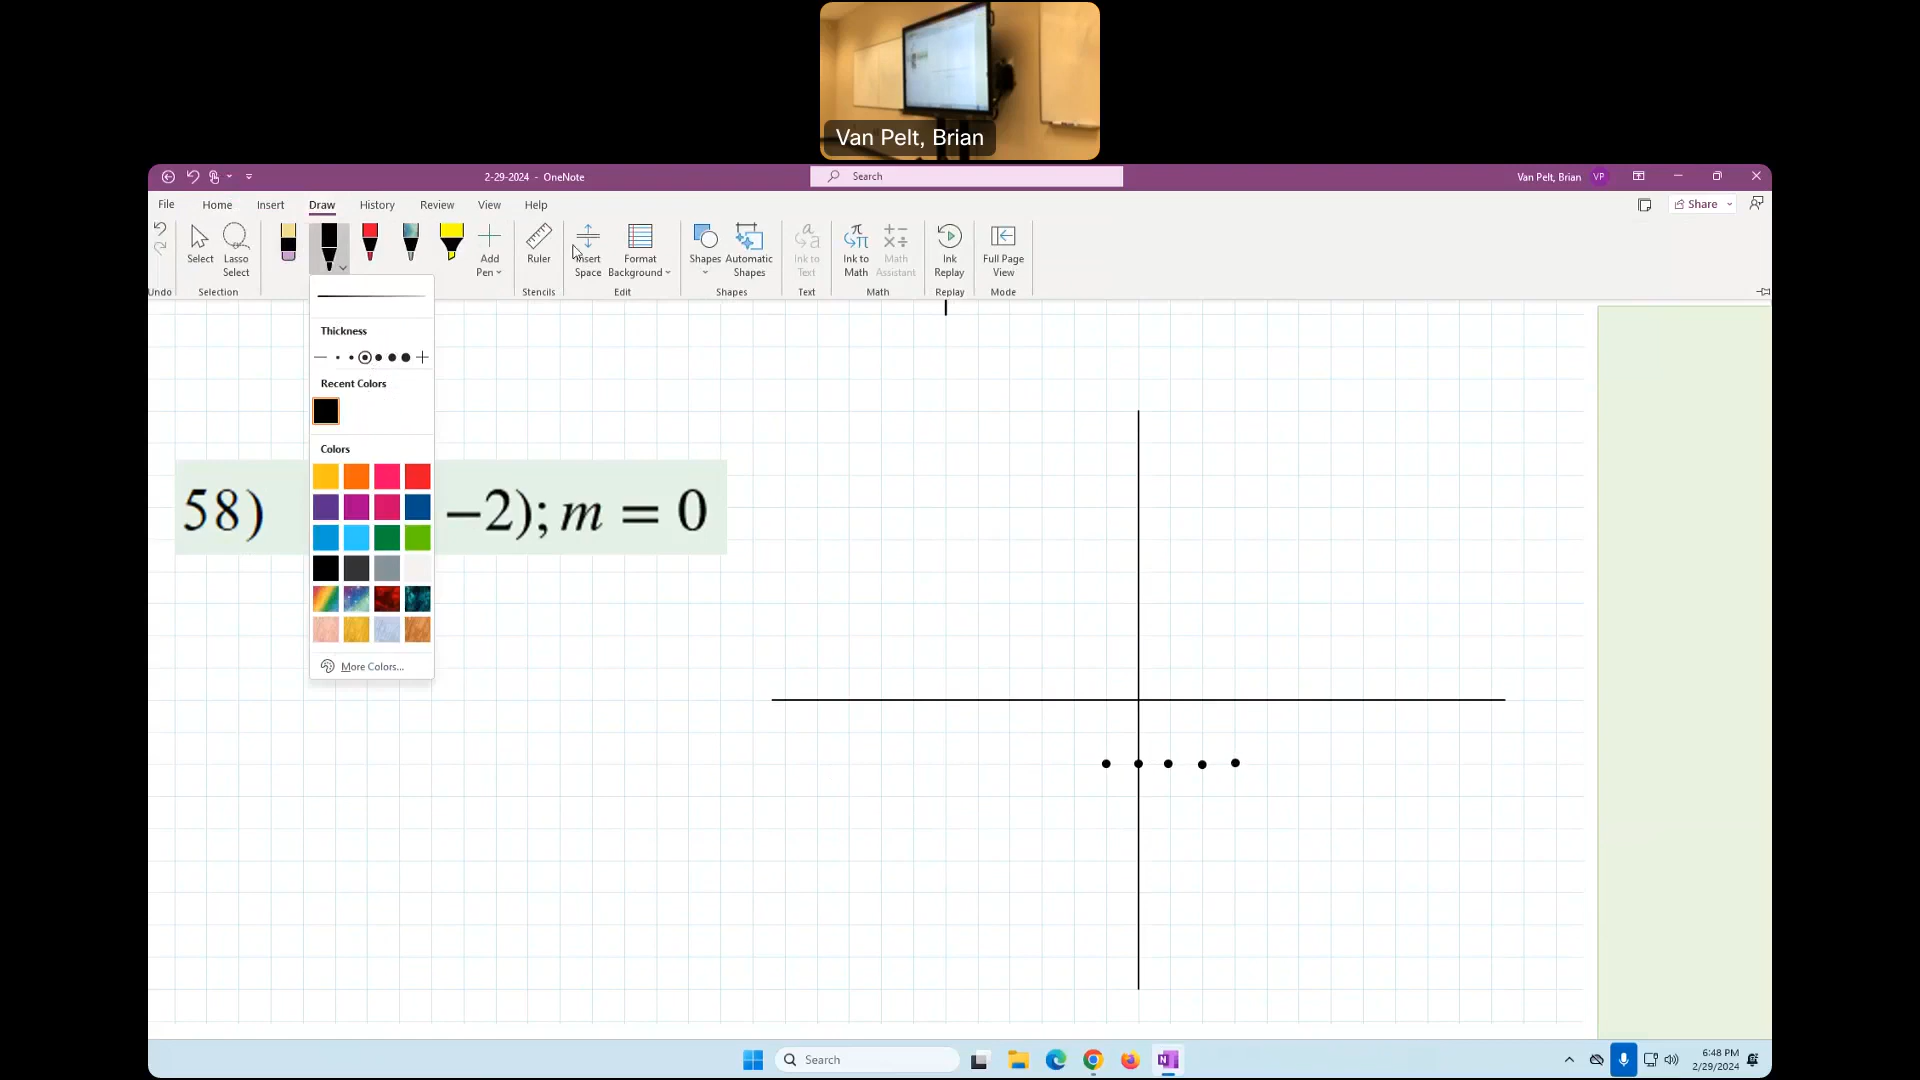 Van Pelt, Brian
2-29-2024 - OneNote
Search
Van Pelt, Brian VP
File Home Insert Draw History Review View Help
Share
Select
Lasso Select
Add Pen
Ruler
Insert Space
Format Background
Shapes
Automatic Shapes
Ink to Text
Ink to Math
Math Assistant
Ink Replay
Full Page View
Undo Selection Stencils Edit Shapes Text Math Replay Mode
Thickness
Recent Colors
Colors
58) −2); m = 0
More Colors...
Search
6:48 PM
2/29/2024